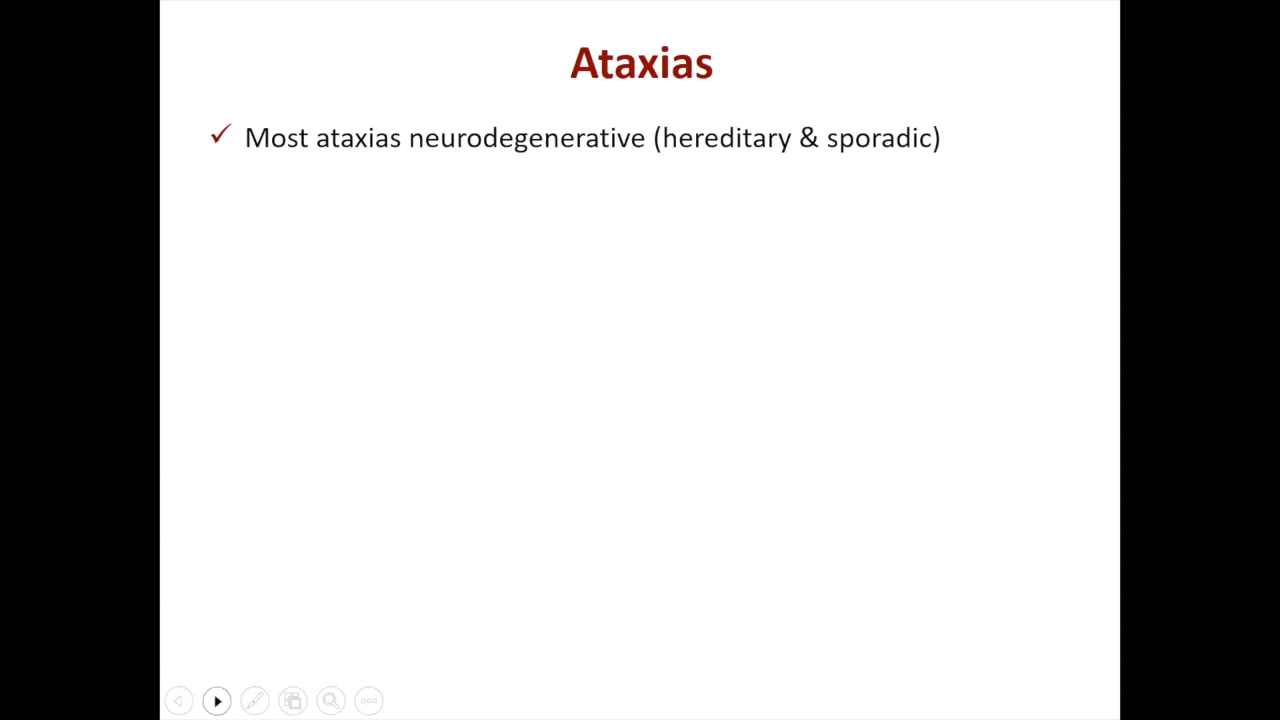 Ataxias
✓ Most ataxias neurodegenerative (hereditary & sporadic)